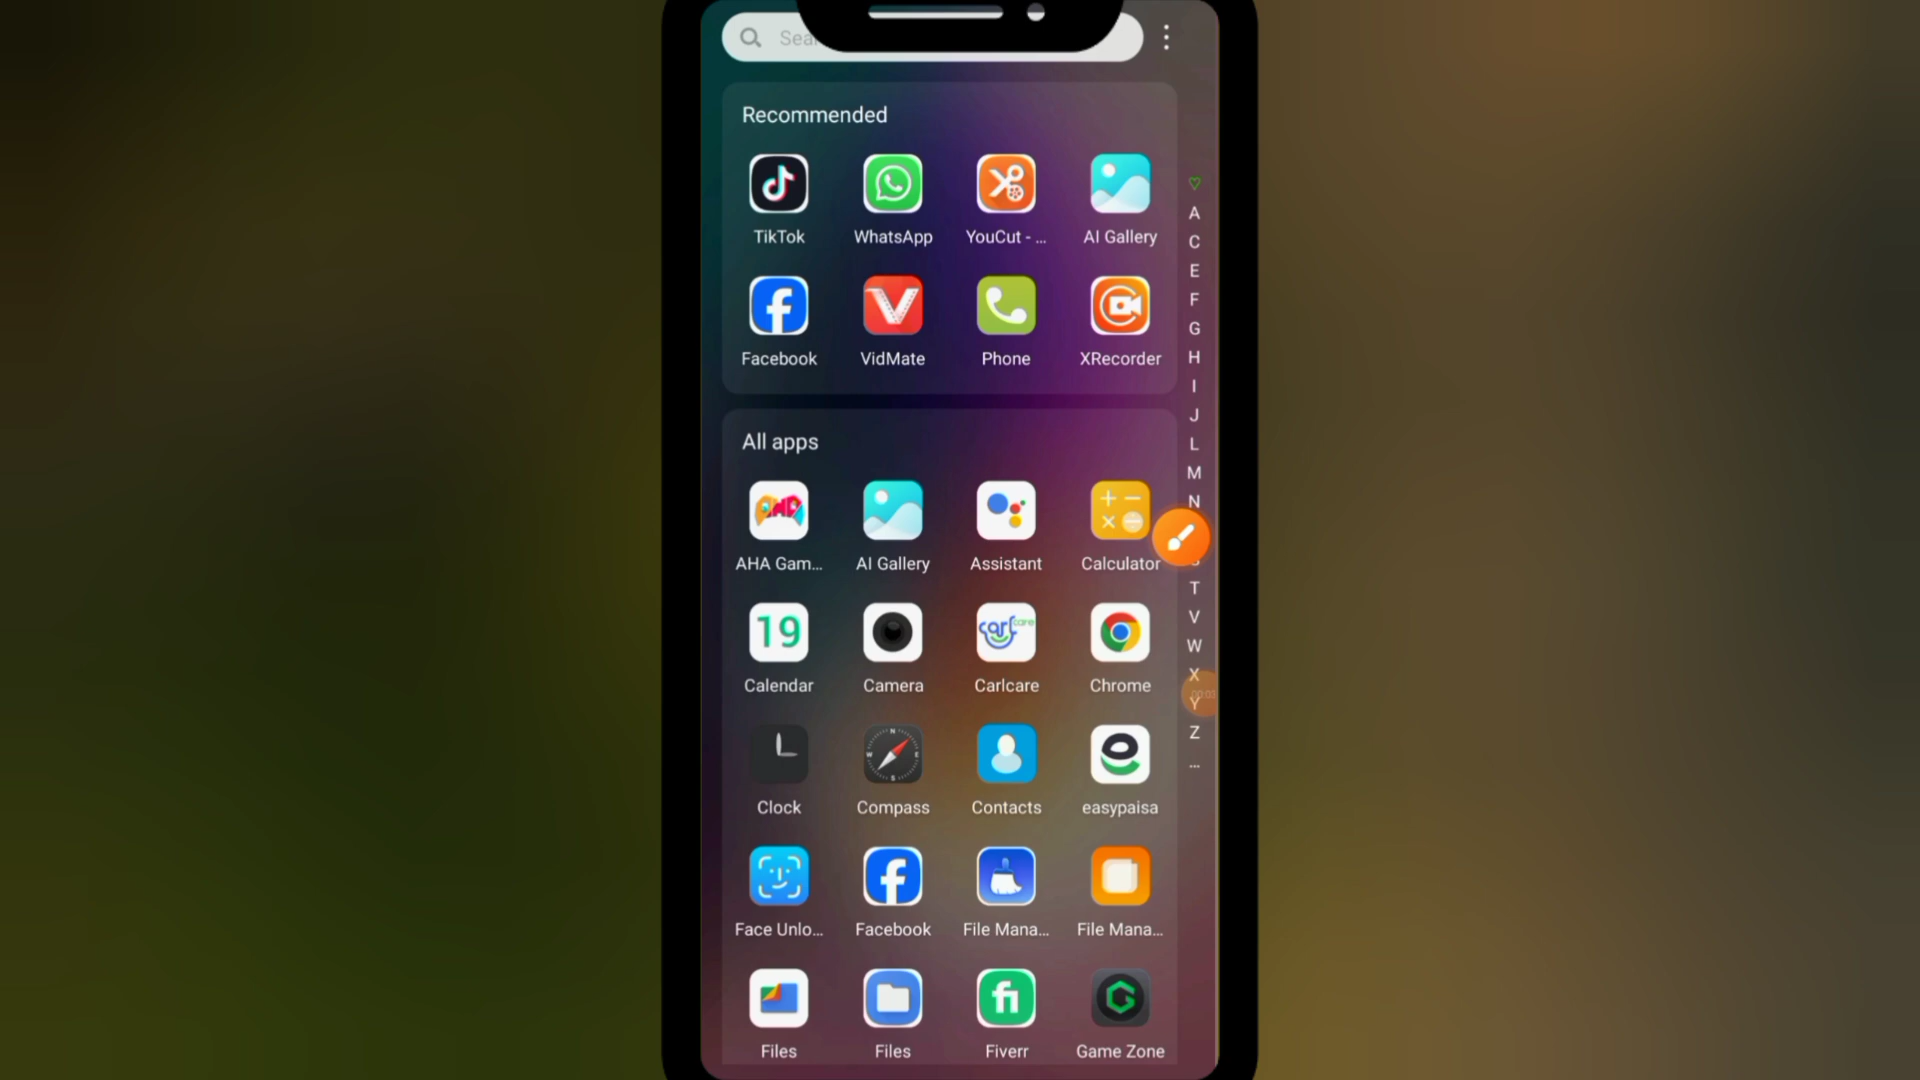 Sea
Recommended
TikTok
WhatsApp
YouCut - ...
AI Gallery
Facebook
VidMate
Phone
XRecorder
All apps
AHA Gam...
AI Gallery
Assistant
Calculator
19
Calendar
Camera
carlcare
Carlcare
Chrome
Clock
N
E
S
W
Compass
Contacts
easypaisa
Face Unlo...
Facebook
File Mana...
File Mana...
Files
Files
fi
Fiverr
Game Zone
A
C
E
F
G
H
I
J
L
M
N
T
V
W
X
Y
Z
...